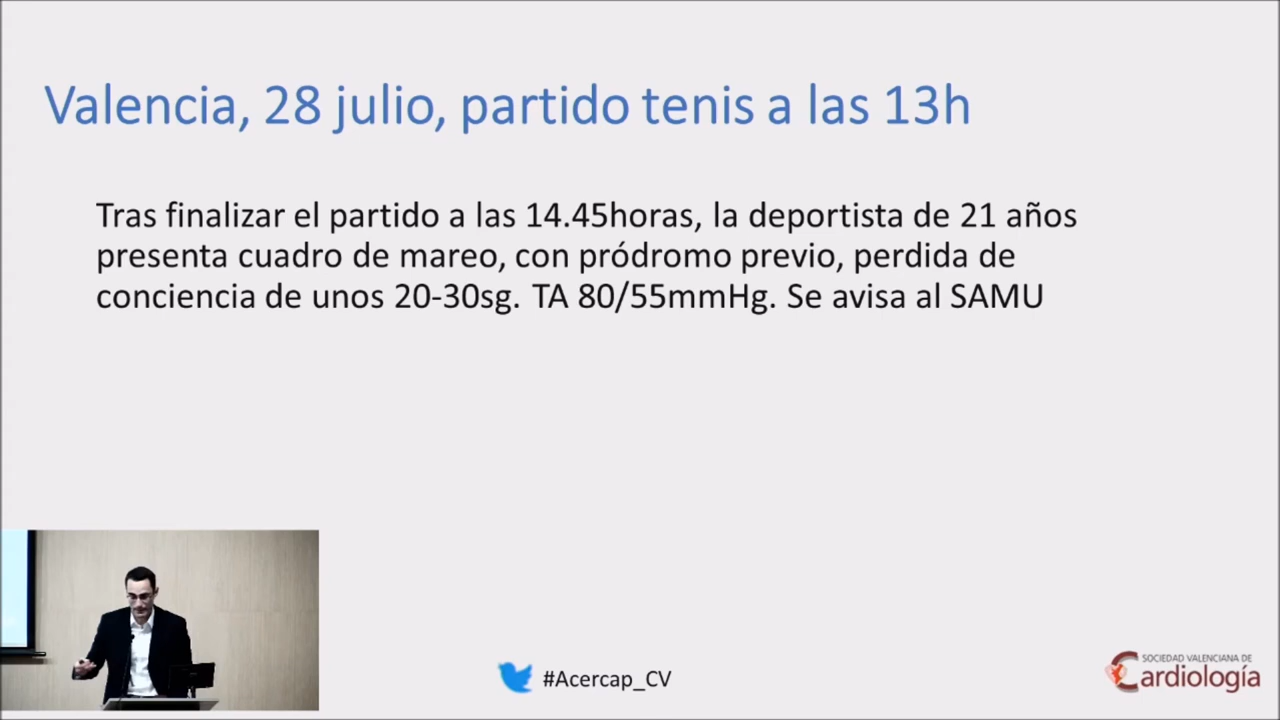 Valencia, 28 julio, partido tenis a las 13h
Tras finalizar el partido a las 14.45horas, la deportista de 21 años
presenta cuadro de mareo, con pródromo previo, perdida de
conciencia de unos 20-30sg. TA 80/55mmHg. Se avisa al SAMU
#Acercap_CV
SOCIEDAD VALENCIANA DE
Cardiología